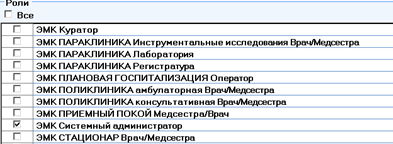 Роли
Все
ЭМК Куратор
ЭМК ПАРАКЛИНИКА Инструментальные исследования Врач/Медсестра
ЭМК ПАРАКЛИНИКА Лаборатория
ЭМК ПАРАКЛИНИКА Регистратура
ЭМК ПЛАНОВАЯ ГОСПИТАЛИЗАЦИЯ Оператор
ЭМК ПОЛИКЛИНИКА амбулаторная Врач/Медсестра
ЭМК ПОЛИКЛИНИКА консультативная Врач/Медсестра
ЭМК ПРИЕМНЫЙ ПОКОЙ Медсестра/Врач
ЭМК Системный администратор
ЭМК СТАЦИОНАР Врач/Медсестра